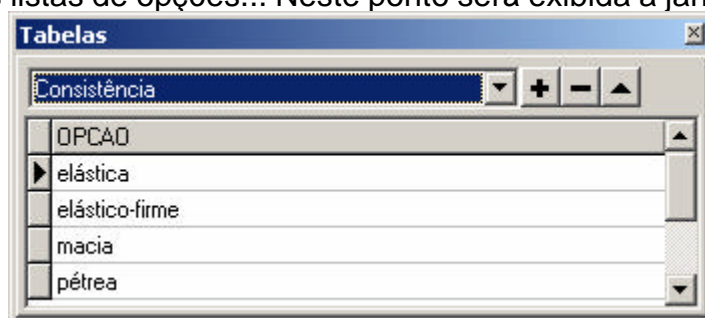 listas de opções... Neste ponto será exibida a jan
Tabelas
Consistência
OPCAO
elástica
elástico-firme
macia
pétrea